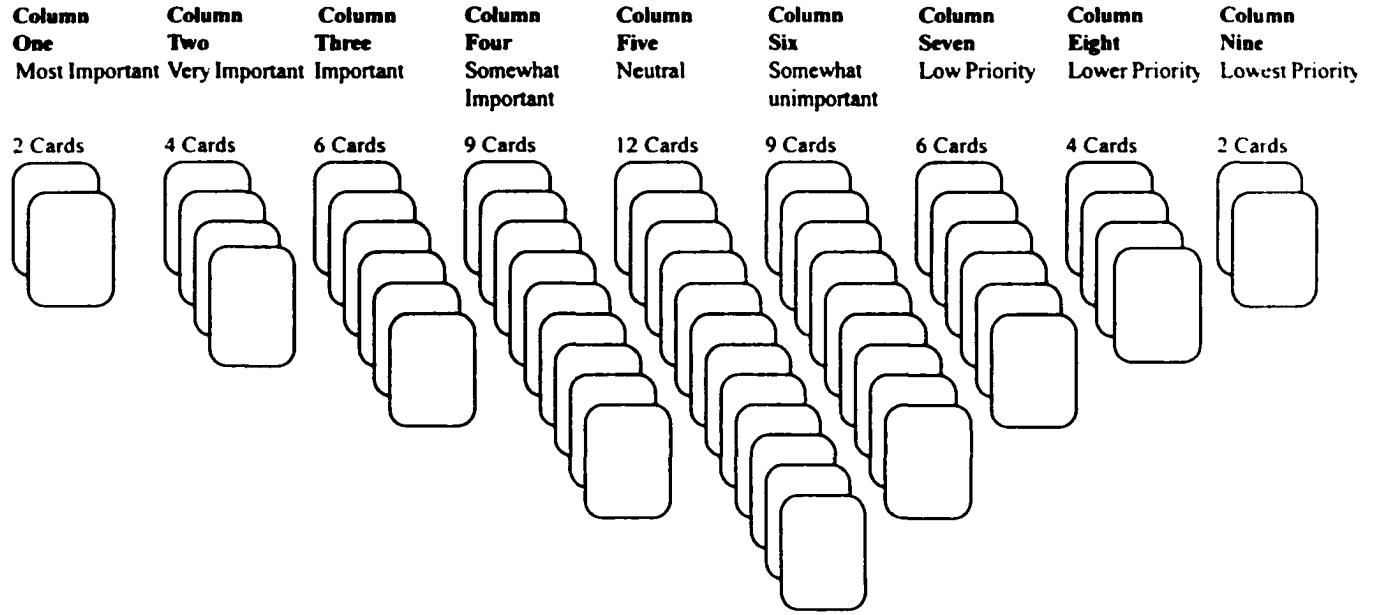 Column One Most Important
2 Cards
Column Two Very Important
4 Cards
Column Three Important
6 Cards
Column Four Somewhat Important
9 Cards
Column Five Neutral
12 Cards
Column Six Somewhat unimportant
9 Cards
Column Seven Low Priority
6 Cards
Column Eight Lower Priority
4 Cards
Column Nine Lowest Priority
2 Cards